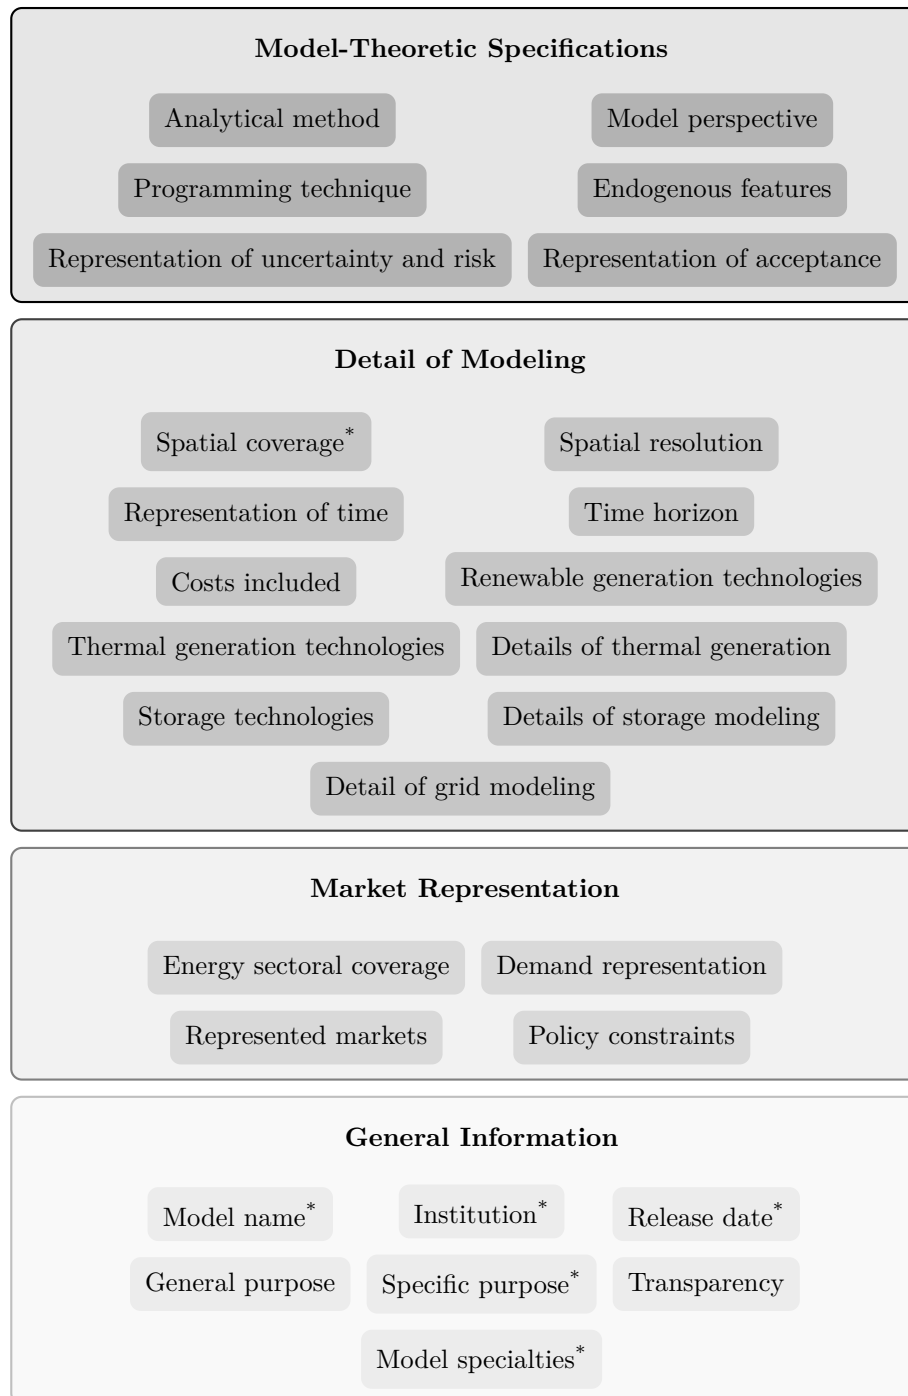 Model-Theoretic Specifications
Analytical method Model perspective
Programming technique Endogenous features
Representation of uncertainty and risk Representation of acceptance
Detail of Modeling
Spatial coverage* Spatial resolution
Representation of time Time horizon
Costs included Renewable generation technologies
Thermal generation technologies Details of thermal generation
Storage technologies Details of storage modeling
Detail of grid modeling
Market Representation
Energy sectoral coverage Demand representation
Represented markets Policy constraints
General Information
Model name* Institution* Release date*
General purpose Specific purpose* Transparency
Model specialties*